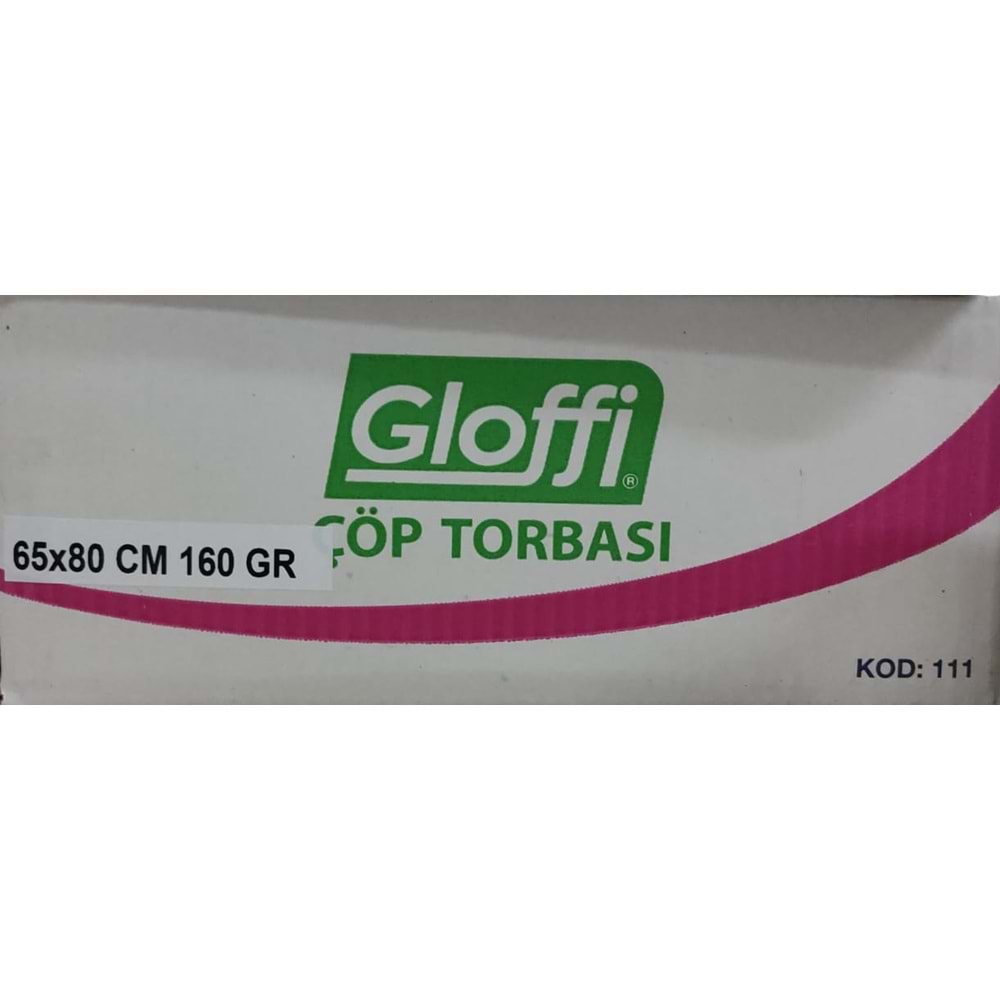 Gloffi®
ÇÖP TORBASI
65x80 CM 160 GR
KOD: 111